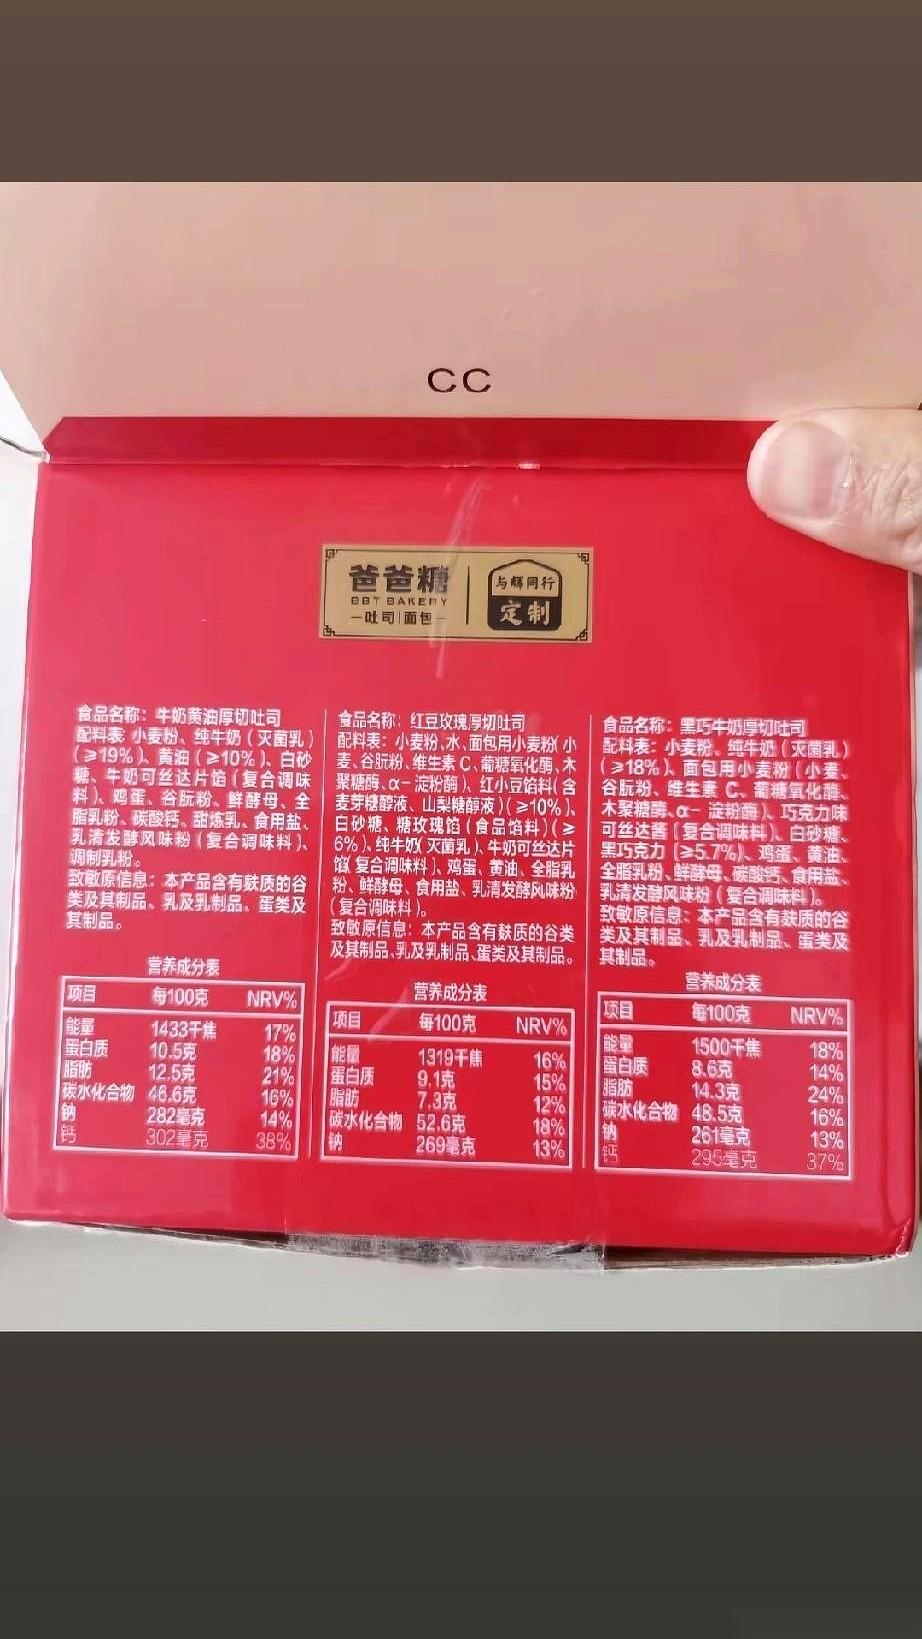 CC
爸爸糖
BBT BAKERY
吐司|面包
与辉同行
定制
食品名称：牛奶黄油厚切吐司
配料表:小麦粉、纯牛奶（灭菌乳）
(≥19%)、黄油(≥10%)、白砂
糖、牛奶可丝达片馅（复合调味
料）、鸡蛋、谷朊粉、鲜酵母、全
脂乳粉、碳酸钙、甜炼乳、食用盐、
乳清发酵风味粉（复合调味料）、
调制乳粉。
致敏原信息：本产品含有麸质的谷
类及其制品、乳及乳制品、蛋类及
其制品。
营养成分表
项目 每100克 NRV%
能量 1433千焦 17%
蛋白质 10.5克 18%
脂肪 12.5克 21%
碳水化合物 46.6克 16%
钠 282毫克 14%
钙 302毫克 38%
食品名称：红豆玫瑰厚切吐司
配料表：小麦粉、水、面包用小麦粉(小
麦、谷朊粉、维生素C、葡糖氧化酶、木
聚糖酶、α-淀粉酶)、红小豆馅料(含
麦芽糖醇液、山梨糖醇液)(≥10%)、
白砂糖、糖玫瑰馅（食品馅料）(≥
6%)、纯牛奶(灭菌乳)、牛奶可丝达片
馅(复合调味料)、鸡蛋、黄油、全脂乳
粉、鲜酵母、食用盐、乳清发酵风味粉
(复合调味料)。
致敏原信息：本产品含有麸质的谷类
及其制品、乳及乳制品、蛋类及其制品。
营养成分表
项目 每100克 NRV%
能量 1319千焦 16%
蛋白质 9.1克 15%
脂肪 7.3克 12%
碳水化合物 52.6克 18%
钠 269毫克 13%
食品名称：黑巧牛奶厚切吐司
配料表：小麦粉、纯牛奶（灭菌乳）
(≥18%)、面包用小麦粉（小麦、
谷朊粉、维生素 C、葡糖氧化酶、
木聚糖酶、α-淀粉酶)、巧克力味
可丝达酱（复合调味料）、白砂糖、
黑巧克力(≥5.7%)、鸡蛋、黄油、
全脂乳粉、鲜酵母、碳酸钙、食用盐、
乳清发酵风味粉（复合调味料）。
致敏原信息：本产品含有麸质的谷
类及其制品、乳及乳制品、蛋类及
其制品。
营养成分表
项目 每100克 NRV%
能量 1500千焦 18%
蛋白质 8.6克 14%
脂肪 14.3克 24%
碳水化合物 48.5克 16%
钠 261毫克 13%
钙 295毫克 37%